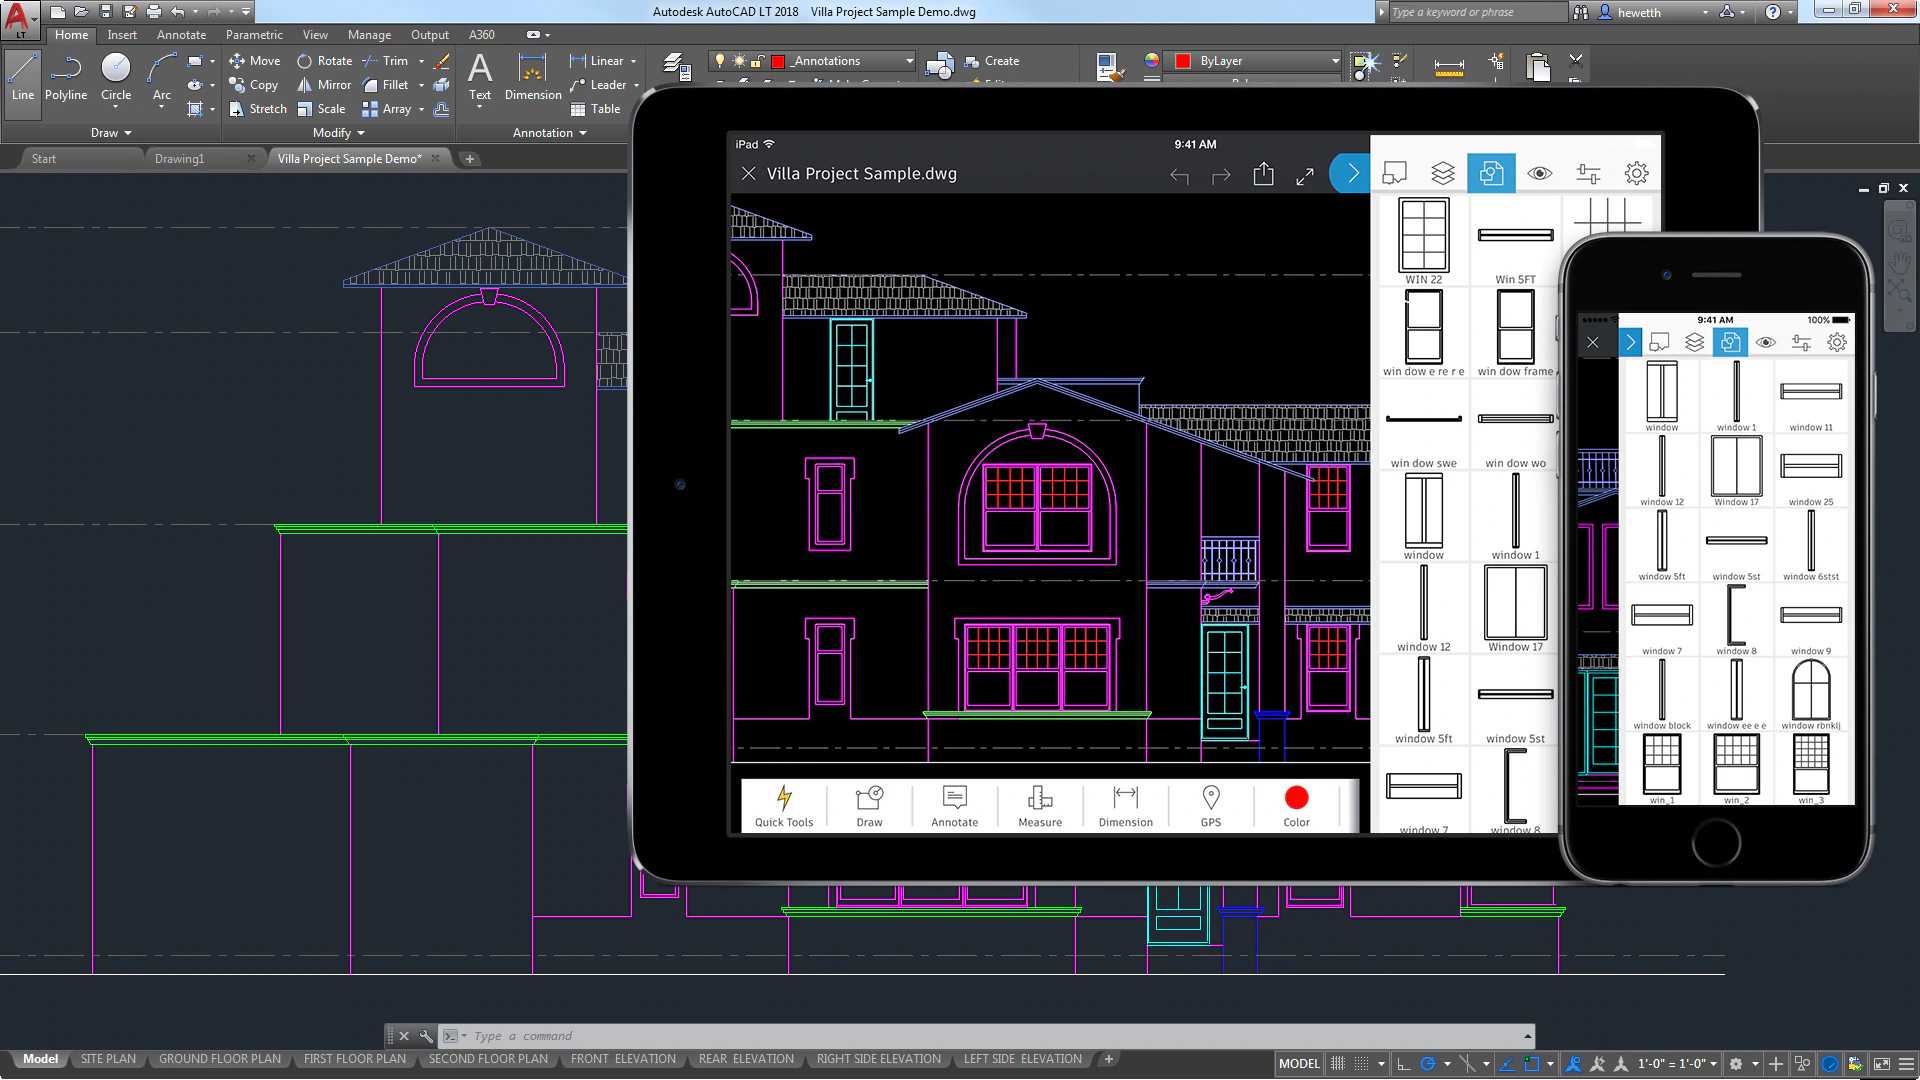 Autodesk AutoCAD LT 2018 Villa Project Sample Demo.dwg
Type a keyword or phrase
hewetth
LT
Home Insert Annotate Parametric View Manage Output A360
Line Polyline Circle Arc
Move Rotate Trim
Copy Mirror Fillet
Stretch Scale Array
Text Dimension
Linear
Leader
Table
_Annotations
Create
ByLayer
Draw Modify Annotation
Start Drawing1 Villa Project Sample Demo*
iPad 9:41 AM
Villa Project Sample.dwg
WIN 22 Win 5FT
win dow e re r e win dow frame
win dow swe win dow wo
window window 1
window 12 Window 17
window 5ft window 5st
window 7 window 8
Quick Tools Draw Annotate Measure Dimension GPS Color
9:41 AM 100%
window window 1 window 11
window 12 Window 17 window 25
window 5ft window 5st window 6stst
window 7 window 8 window 9
window block window ee e e window rbnklj
win_1 win_2 win_3
Type a command
Model SITE PLAN GROUND FLOOR PLAN FIRST FLOOR PLAN SECOND FLOOR PLAN FRONT ELEVATION REAR ELEVATION RIGHT SIDE ELEVATION LEFT SIDE ELEVATION
MODEL 1'-0" = 1'-0"